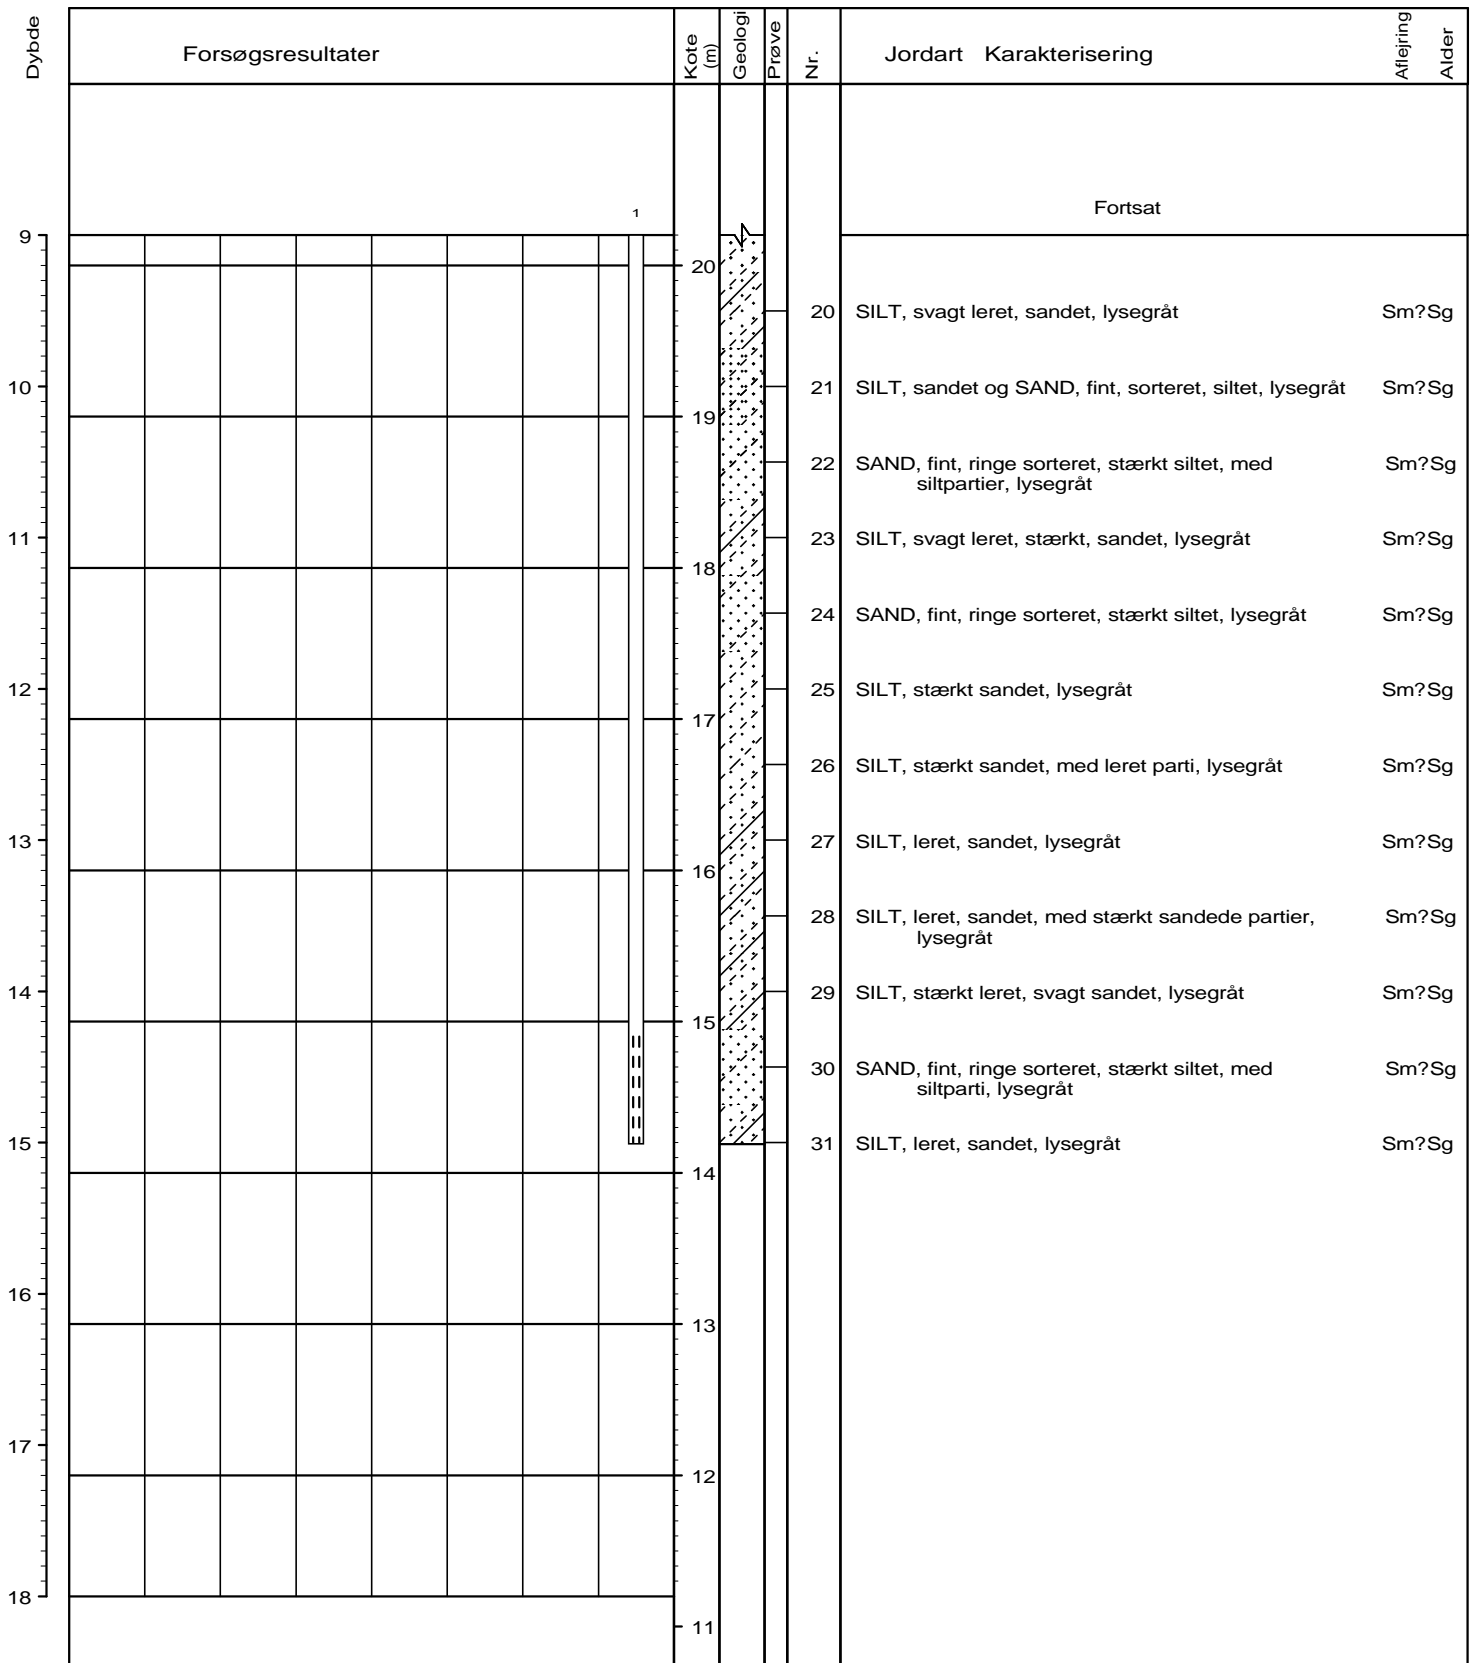 Dybde
Forsøgsresultater
Kote (m)
Geologi
Prøve
Nr.
Jordart Karakterisering
Aflejring
Alder
Fortsat
1
9
20
20 SILT, svagt leret, sandet, lysegråt Sm? Sg
10
21 SILT, sandet og SAND, fint, sorteret, siltet, lysegråt Sm? Sg
19
22 SAND, fint, ringe sorteret, stærkt siltet, med Sm? Sg
siltpartier, lysegråt
11
23 SILT, svagt leret, stærkt, sandet, lysegråt Sm? Sg
18
24 SAND, fint, ringe sorteret, stærkt siltet, lysegråt Sm? Sg
12
25 SILT, stærkt sandet, lysegråt Sm? Sg
17
26 SILT, stærkt sandet, med leret parti, lysegråt Sm? Sg
13
27 SILT, leret, sandet, lysegråt Sm? Sg
16
28 SILT, leret, sandet, med stærkt sandede partier, Sm? Sg
lysegråt
14
29 SILT, stærkt leret, svagt sandet, lysegråt Sm? Sg
15
30 SAND, fint, ringe sorteret, stærkt siltet, med Sm? Sg
siltparti, lysegråt
15
31 SILT, leret, sandet, lysegråt Sm? Sg
14
16
13
17
12
18
11